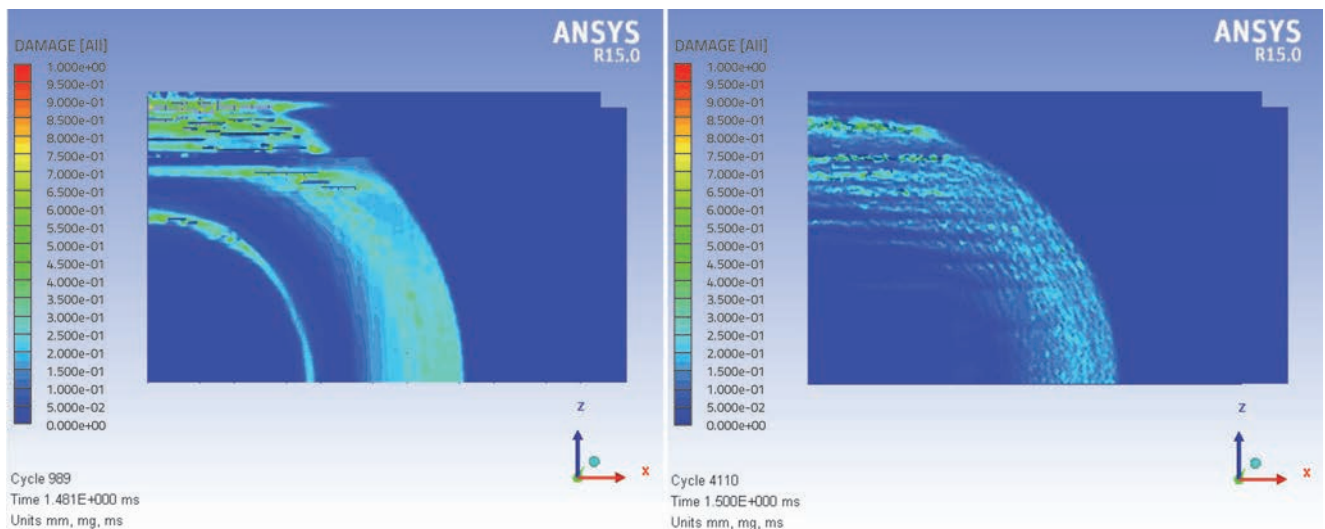 ANSYS
R15.0
DAMAGE [All]
1.000e+00
9.500e-01
9.000e-01
8.500e-01
8.000e-01
7.500e-01
7.000e-01
6.500e-01
6.000e-01
5.500e-01
5.000e-01
4.500e-01
4.000e-01
3.500e-01
3.000e-01
2.500e-01
2.000e-01
1.500e-01
1.000e-01
5.000e-02
0.000e+00
Z
X
Cycle 989
Time 1.481E+000 ms
Units mm, mg, ms
ANSYS
R15.0
DAMAGE [All]
1.000e+00
9.500e-01
9.000e-01
8.500e-01
8.000e-01
7.500e-01
7.000e-01
6.500e-01
6.000e-01
5.500e-01
5.000e-01
4.500e-01
4.000e-01
3.500e-01
3.000e-01
2.500e-01
2.000e-01
1.500e-01
1.000e-01
5.000e-02
0.000e+00
Z
X
Cycle 4110
Time 1.500E+000 ms
Units mm, mg, ms